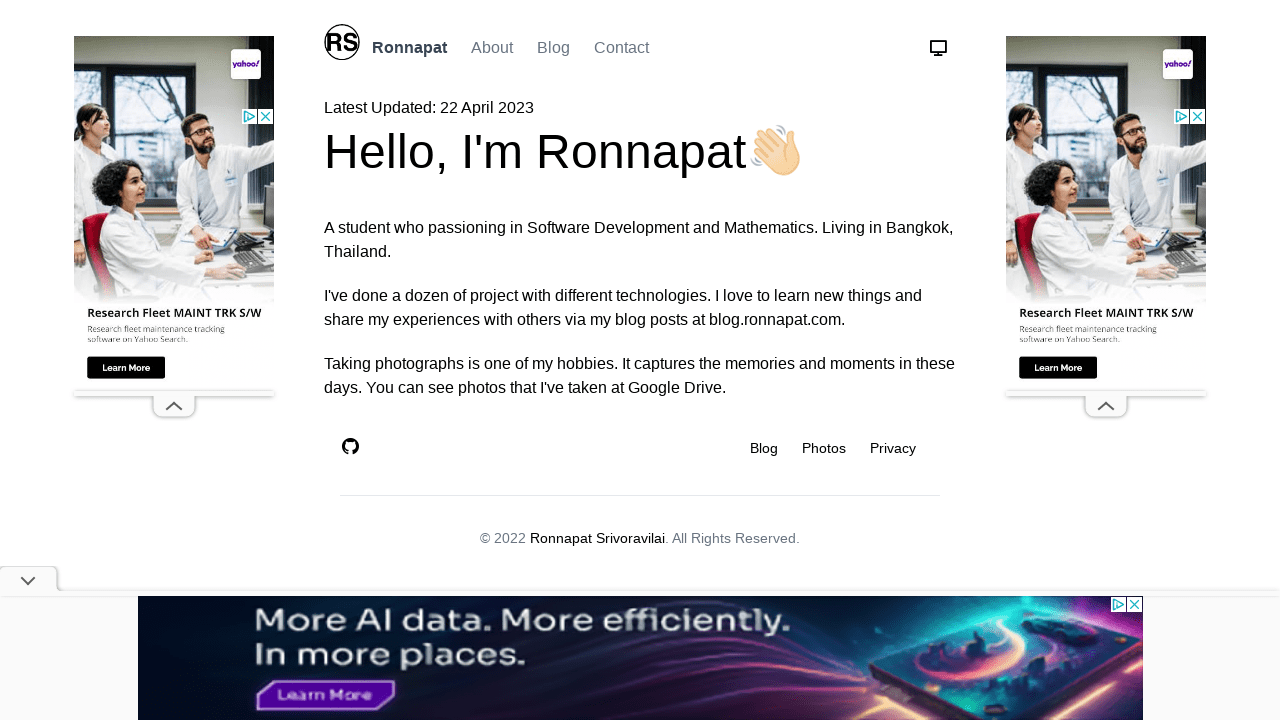 RS Ronnapat About Blog Contact
Latest Updated: 22 April 2023
Hello, I'm Ronnapat👋
A student who passioning in Software Development and Mathematics. Living in Bangkok,
Thailand.
I've done a dozen of project with different technologies. I love to learn new things and
share my experiences with others via my blog posts at blog.ronnapat.com.
Taking photographs is one of my hobbies. It captures the memories and moments in these
days. You can see photos that I've taken at Google Drive.
Blog Photos Privacy
© 2022 Ronnapat Srivoravilai. All Rights Reserved.
yahoo!
Research Fleet MAINT TRK S/W
Research fleet maintenance tracking
software on Yahoo Search.
Learn More
yahoo!
Research Fleet MAINT TRK S/W
Research fleet maintenance tracking
software on Yahoo Search.
Learn More
More AI data. More efficiently.
In more places.
Learn More